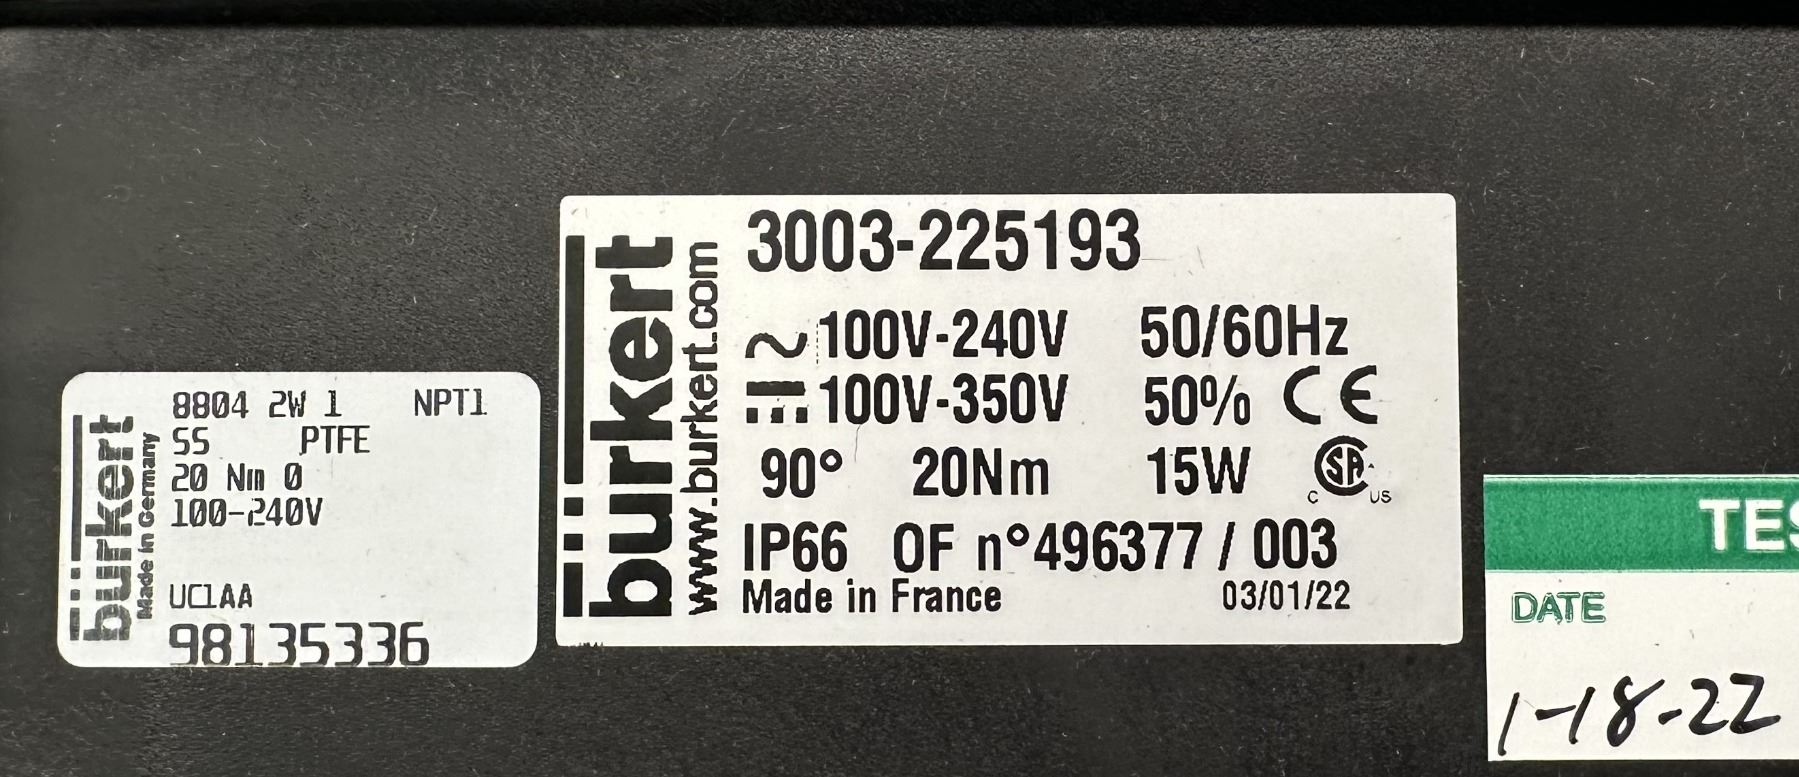 8804 2W 1 NPT1
SS PTFE
20 Nm 0
100-240V
UC1AA
98135336
bürkert
Made in Germany
bürkert
www.burkert.com
3003-225193
100V-240V 50/60Hz
100V-350V 50% CE
90° 20Nm 15W C SA US
IP66 OF n°496377 / 003
Made in France 03/01/22
TES
DATE
1-18-22